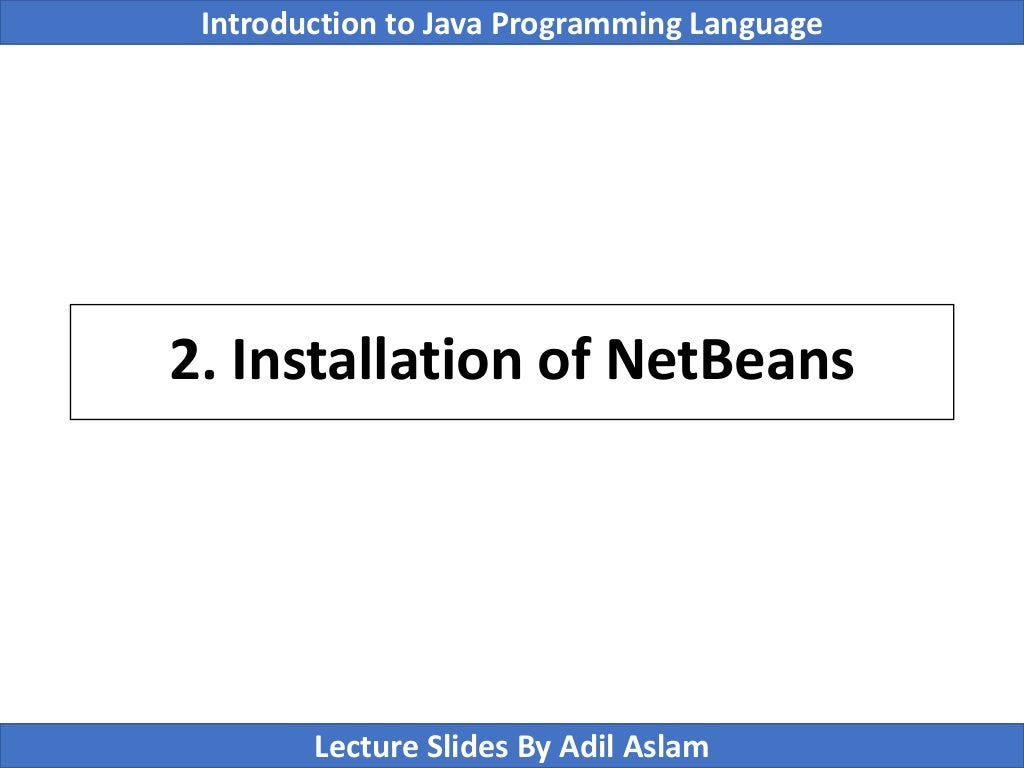 Introduction to Java Programming Language
2. Installation of NetBeans
Lecture Slides By Adil Aslam